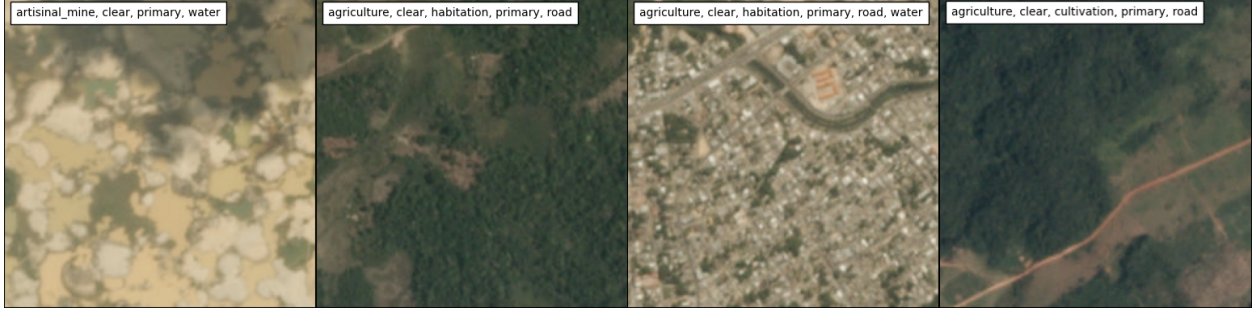 artisinal_mine, clear, primary, water
agriculture, clear, habitation, primary, road
agriculture, clear, habitation, primary, road, water
agriculture, clear, cultivation, primary, road